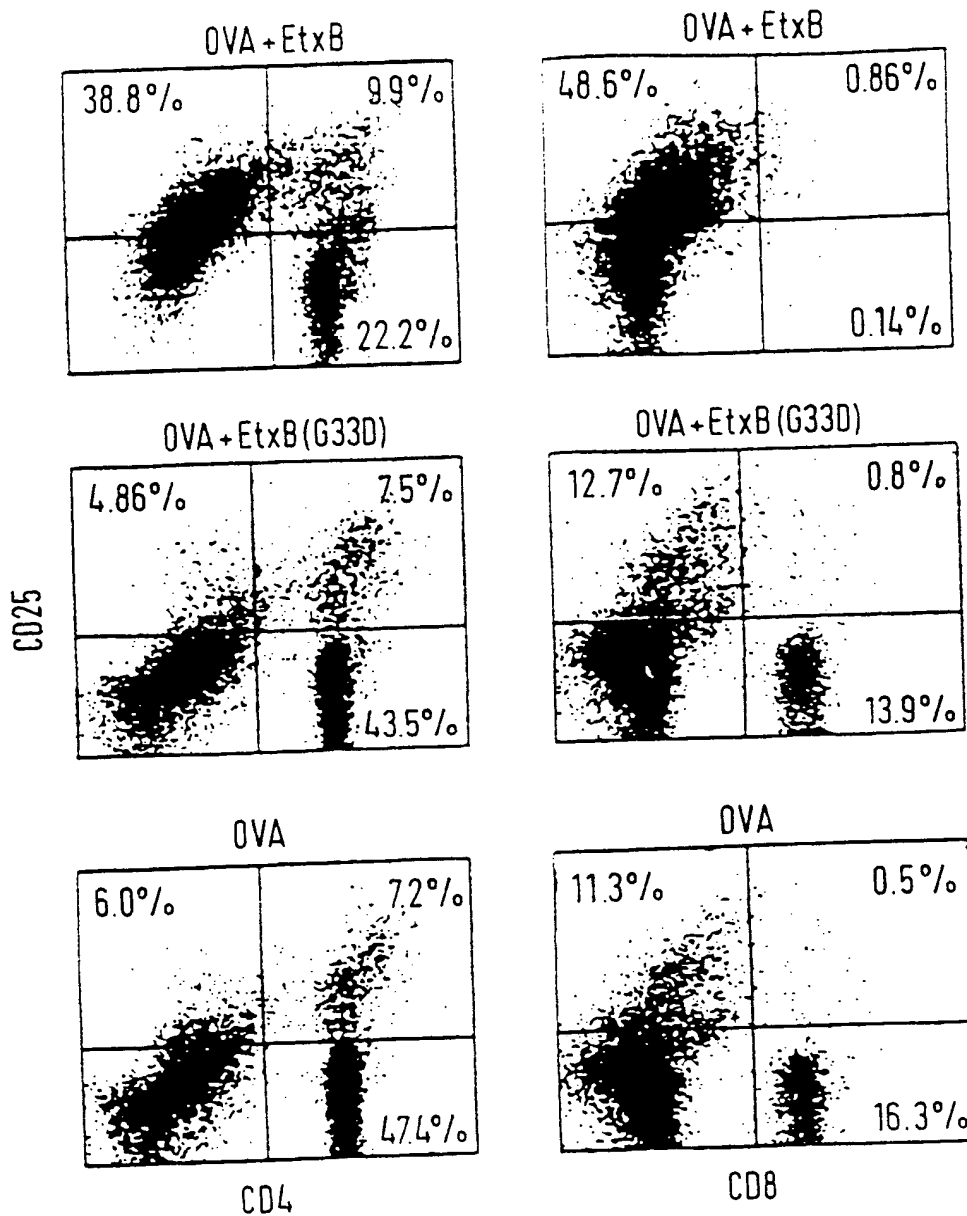 OVA+EtxB
OVA+EtxB
38.8%
9.9%
48.6%
0.86%
22.2%
0.14%
OVA+EtxB(G33D)
OVA+EtxB(G33D)
4.86%
7.5%
12.7%
0.8%
CD25
43.5%
13.9%
OVA
OVA
6.0%
7.2%
11.3%
0.5%
47.4%
16.3%
CD4
CD8